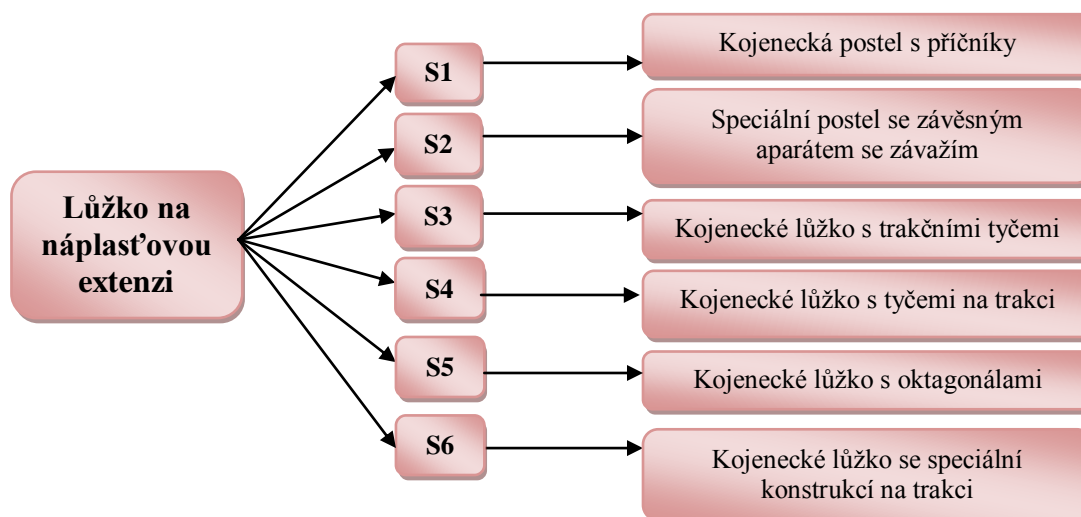 Lůžko na
náplasťovou
extenzi
S1
Kojenecká postel s příčníky
S2
Speciální postel se závěsným
aparátem se závažím
S3
Kojenecké lůžko s trakčními tyčemi
S4
Kojenecké lůžko s tyčemi na trakci
S5
Kojenecké lůžko s oktagonálami
S6
Kojenecké lůžko se speciální
konstrukcí na trakci